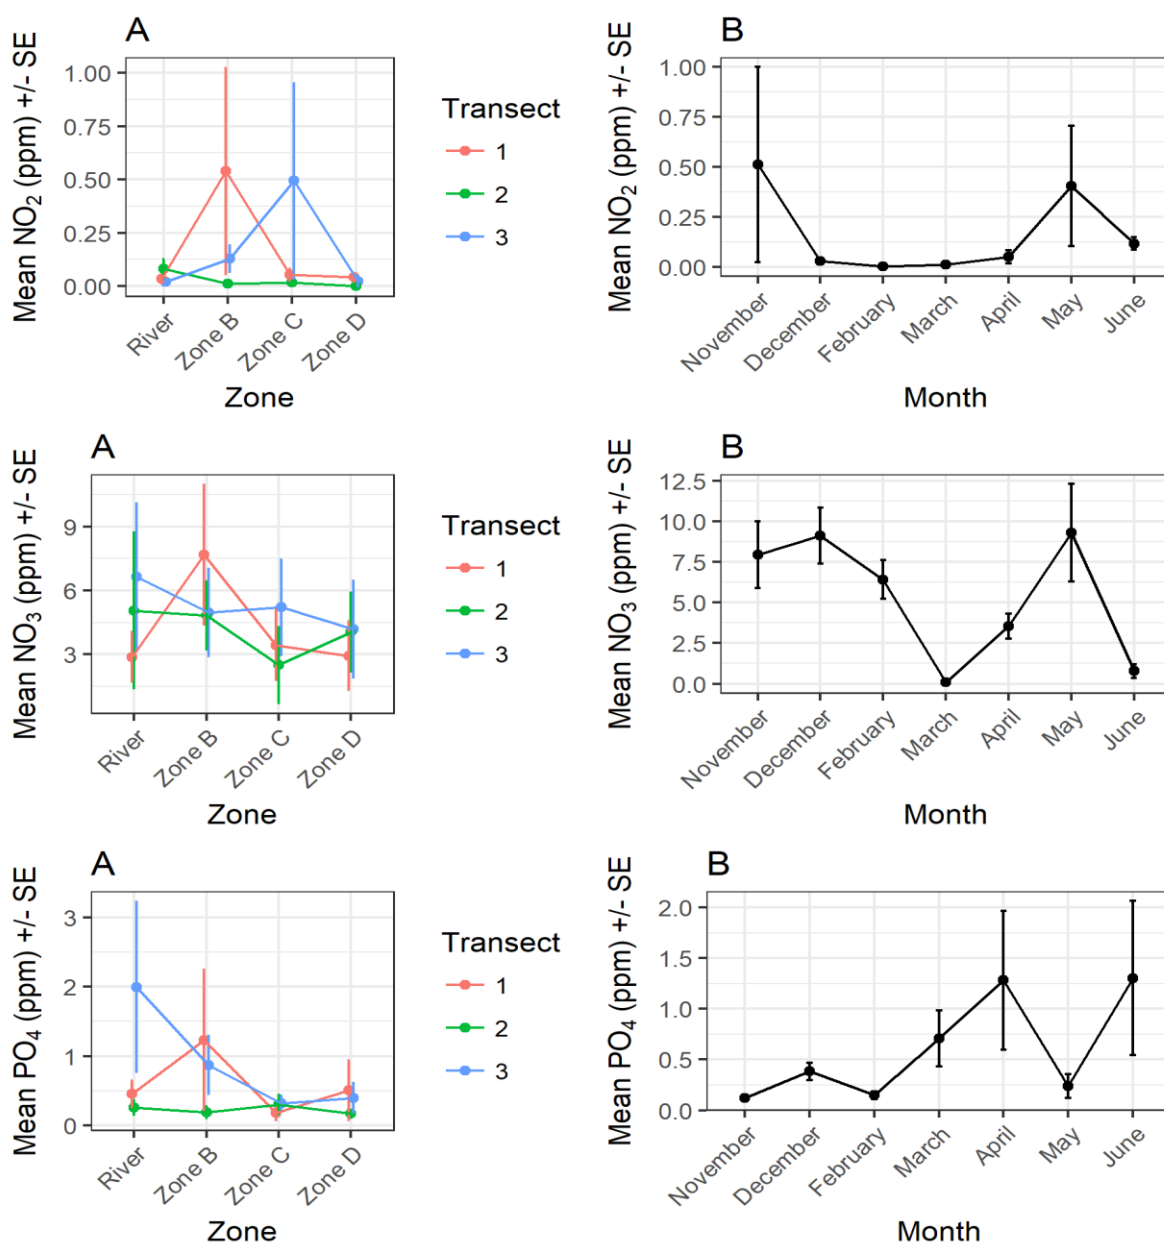 A
Mean NO₂ (ppm) +/- SE
1.00
0.75
0.50
0.25
0.00
River
Zone B
Zone C
Zone D
Zone
Transect
1
2
3
B
Mean NO₂ (ppm) +/- SE
1.00
0.75
0.50
0.25
0.00
November
December
February
March
April
May
June
Month
A
Mean NO₃ (ppm) +/- SE
9
6
3
River
Zone B
Zone C
Zone D
Zone
Transect
1
2
3
B
Mean NO₃ (ppm) +/- SE
12.5
10.0
7.5
5.0
2.5
0.0
November
December
February
March
April
May
June
Month
A
Mean PO₄ (ppm) +/- SE
3
2
1
0
River
Zone B
Zone C
Zone D
Zone
Transect
1
2
3
B
Mean PO₄ (ppm) +/- SE
2.0
1.5
1.0
0.5
0.0
November
December
February
March
April
May
June
Month